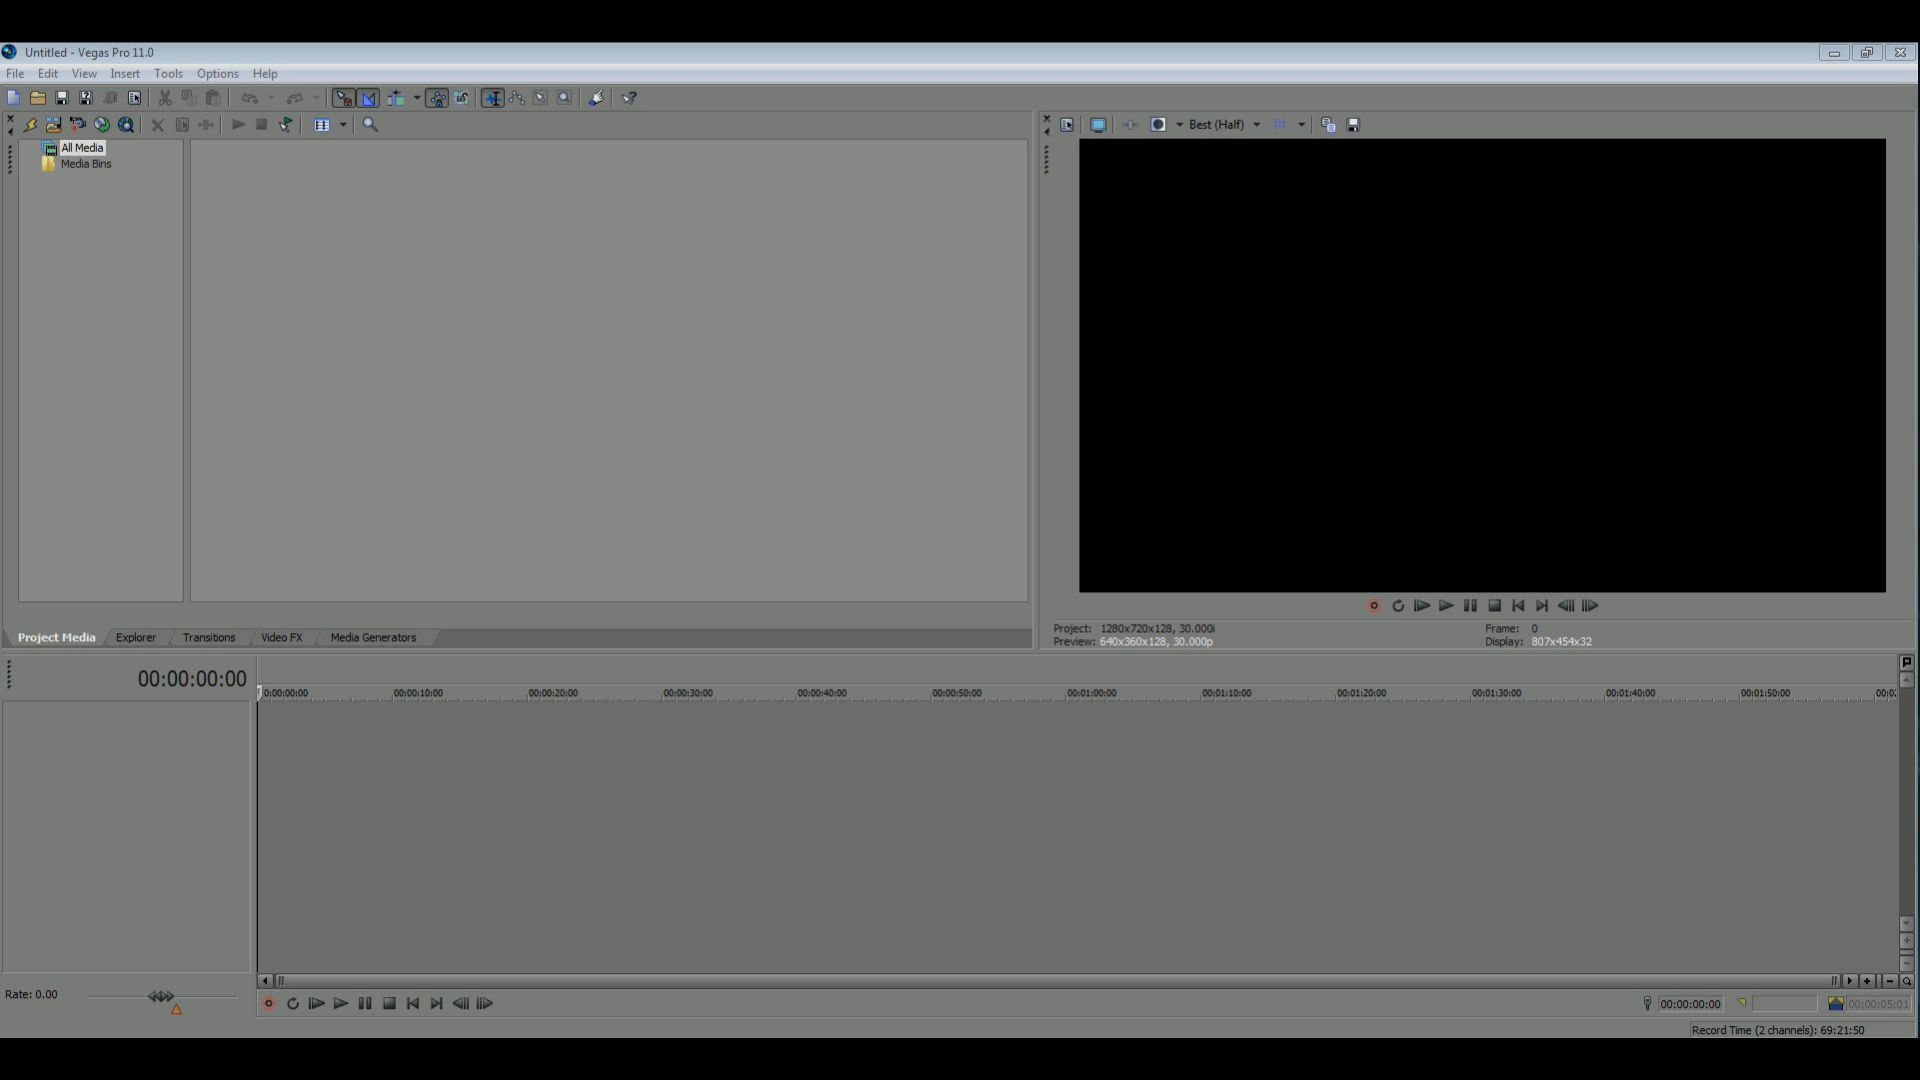 Untitled - Vegas Pro 11.0
File Edit View Insert Tools Options Help
Best (Half)
All Media
Media Bins
Project Media Explorer Transitions Video FX Media Generators
Project: 1280x720x128, 30.000i
Frame: 0
Preview: 640x360x128, 30.000p
Display: 807x454x32
00:00:00:00
0:00:00:00 00:00:10:00 00:00:20:00 00:00:30:00 00:00:40:00 00:00:50:00 00:01:00:00 00:01:10:00 00:01:20:00 00:01:30:00 00:01:40:00 00:01:50:00 00:0
Rate: 0.00
00:00:00:00
00:00:05:01
Record Time (2 channels): 69:21:50